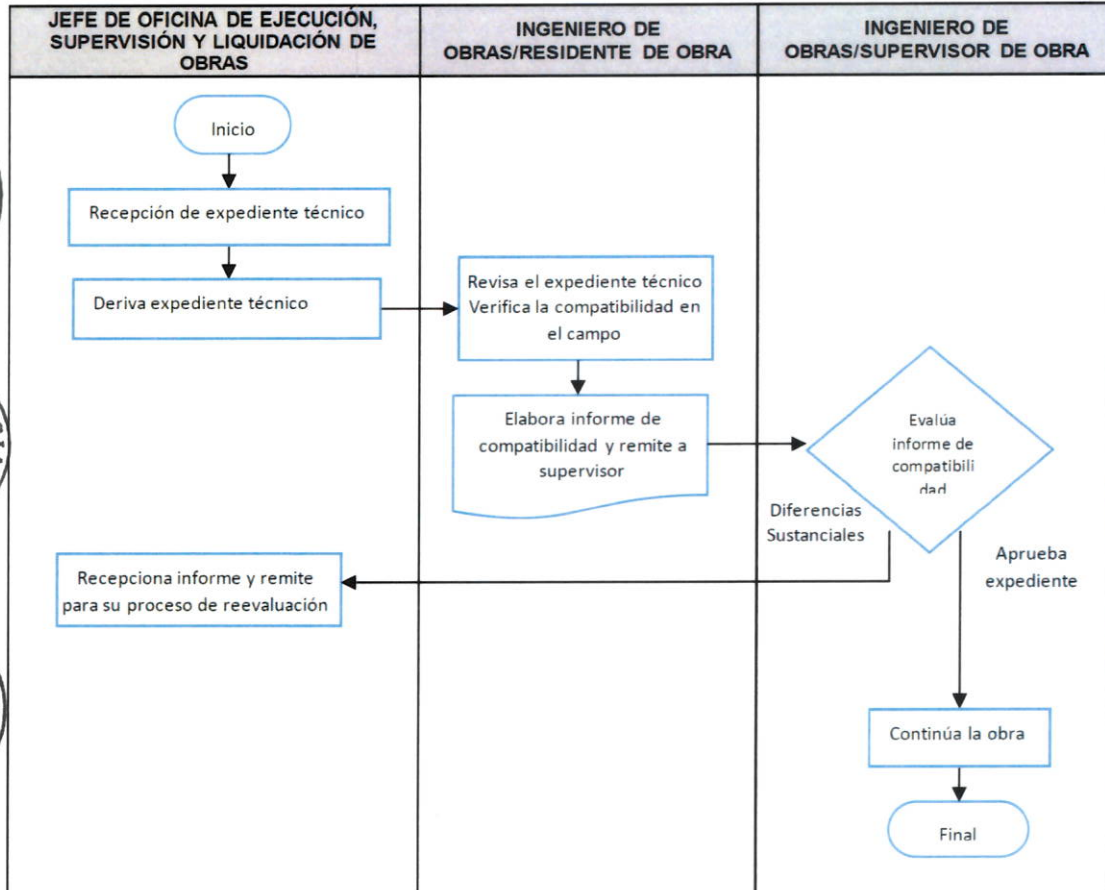 JEFE DE OFICINA DE EJECUCIÓN,
SUPERVISIÓN Y LIQUIDACIÓN DE
OBRAS
INGENIERO DE
OBRAS/RESIDENTE DE OBRA
INGENIERO DE
OBRAS/SUPERVISOR DE OBRA
Inicio
Recepción de expediente técnico
Deriva expediente técnico
Revisa el expediente técnico
Verifica la compatibilidad en
el campo
Elabora informe de
compatibilidad y remite a
supervisor
Evalúa
informe de
compatibili
dad
Diferencias
Sustanciales
Aprueba
expediente
Recepciona informe y remite
para su proceso de reevaluación
Continúa la obra
Final